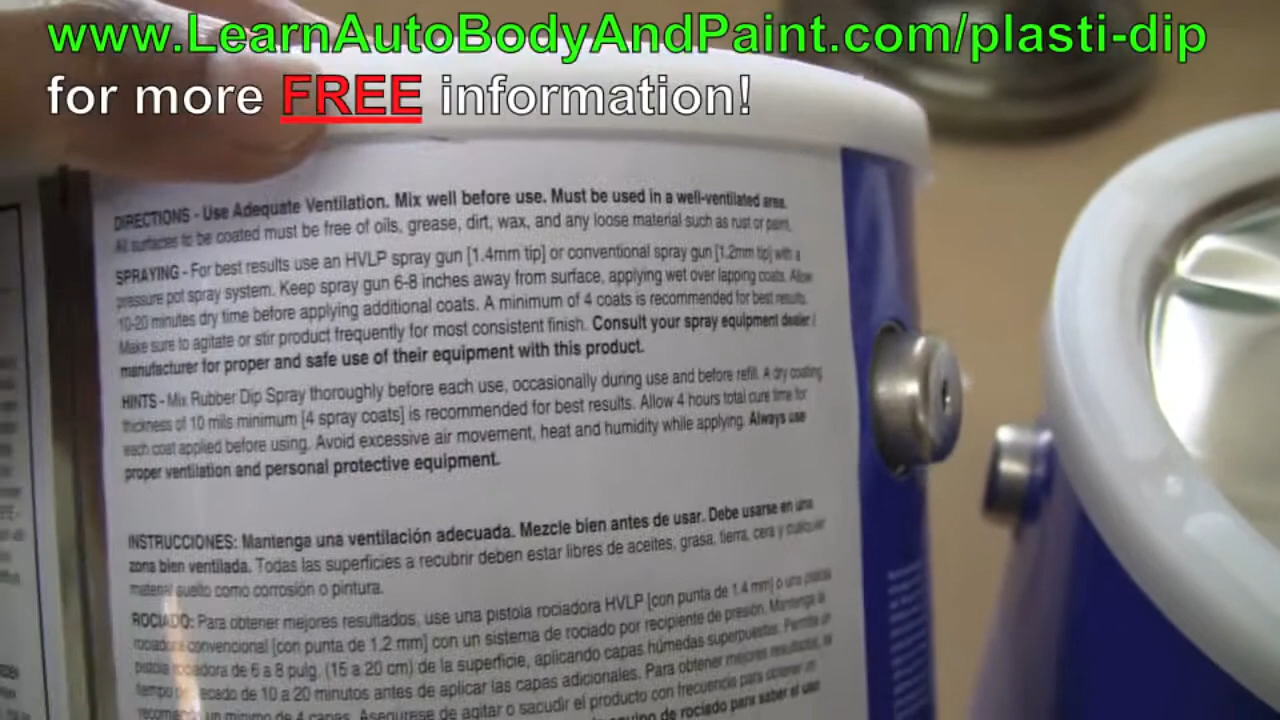 www.LearnAutoBodyAndPaint.com/plasti-dip
for more FREE information!
DIRECTIONS - Use Adequate Ventilation. Mix well before use. Must be used in a well-ventilated area.
All surfaces to be coated must be free of oils, grease, dirt, wax, and any loose material such as rust or paint.
SPRAYING - For best results use an HVLP spray gun [1.4mm tip] or conventional spray gun [1.2mm tip] with a
pressure pot spray system. Keep spray gun 6-8 inches away from surface, applying wet over lapping coats. Allow
10-20 minutes dry time before applying additional coats. A minimum of 4 coats is recommended for best results.
Make sure to agitate or stir product frequently for most consistent finish. Consult your spray equipment dealer /
manufacturer for proper and safe use of their equipment with this product.
HINTS - Mix Rubber Dip Spray thoroughly before each use, occasionally during use and before refill. A dry coating
thickness of 10 mils minimum [4 spray coats] is recommended for best results. Allow 4 hours total cure time for
each coat applied before using. Avoid excessive air movement, heat and humidity while applying. Always use
proper ventilation and personal protective equipment.
INSTRUCCIONES: Mantenga una ventilación adecuada. Mezcle bien antes de usar. Debe usarse en una
zona bien ventilada. Todas las superficies a recubrir deben estar libres de aceites, grasa, tierra, cera y cualquier
material suelto como corrosión o pintura.
ROCIADO: Para obtener mejores resultados, use una pistola rociadora HVLP [con punta de 1.4 mm] o una pistola
rociadora convencional [con punta de 1.2 mm] con un sistema de rociado por recipiente de presión. Mantenga la
pistola rociadora de 6 a 8 pulg. (15 a 20 cm) de la superficie, aplicando capas húmedas superpuestas. Permita un
tiempo de secado de 10 a 20 minutos antes de aplicar las capas adicionales. Para obtener mejores resultados, se
un mínimo de 4 capas. Asegúrese de agitar o sacudir el producto con frecuencia para obtener un
equipo de rociado para saber el uso